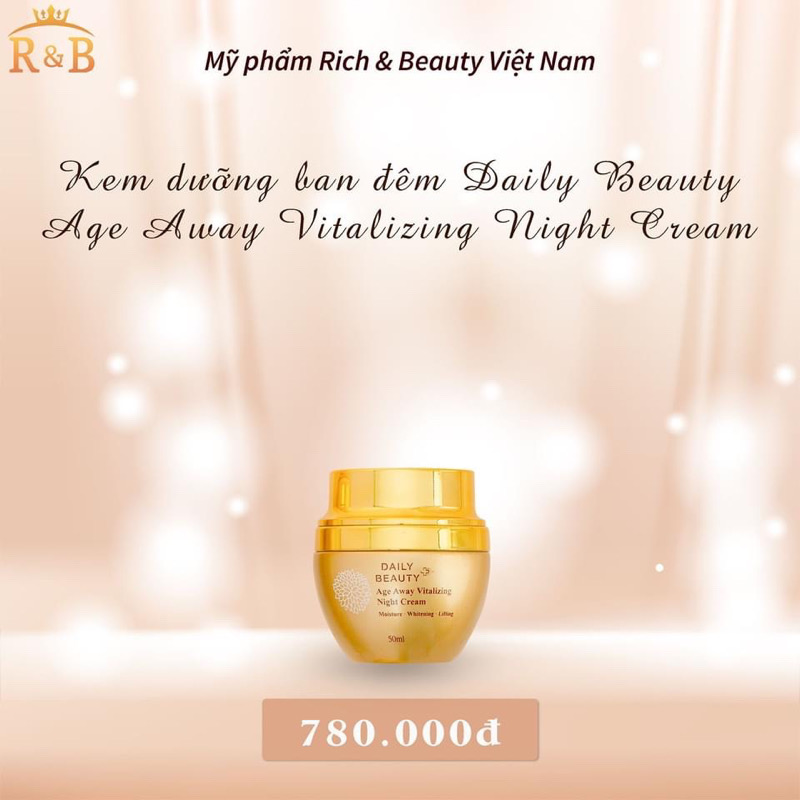 R&B
Mỹ phẩm Rich & Beauty Việt Nam
Kem dưỡng ban đêm Daily Beauty
Age Away Vitalizing Night Cream
DAILY
BEAUTY
Age Away Vitalizing
Night Cream
Moisture · Whitening · Lifting
50ml
780.000đ